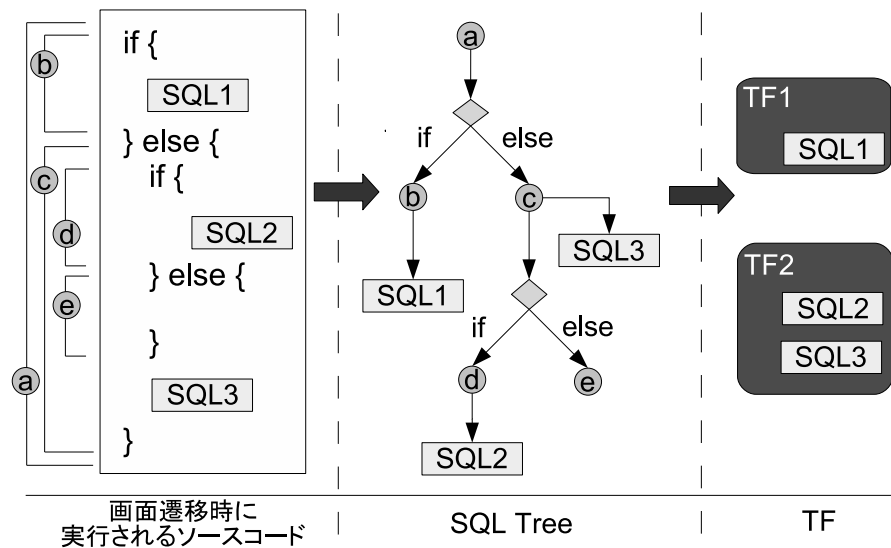 a
b
c
d
e
if {
SQL1
} else {
if {
SQL2
} else {
}
SQL3
}
画面遷移時に
実行されるソースコード
a
if
else
b
c
SQL1
SQL3
if
else
d
e
SQL2
SQL Tree
TF1
SQL1
TF2
SQL2
SQL3
TF